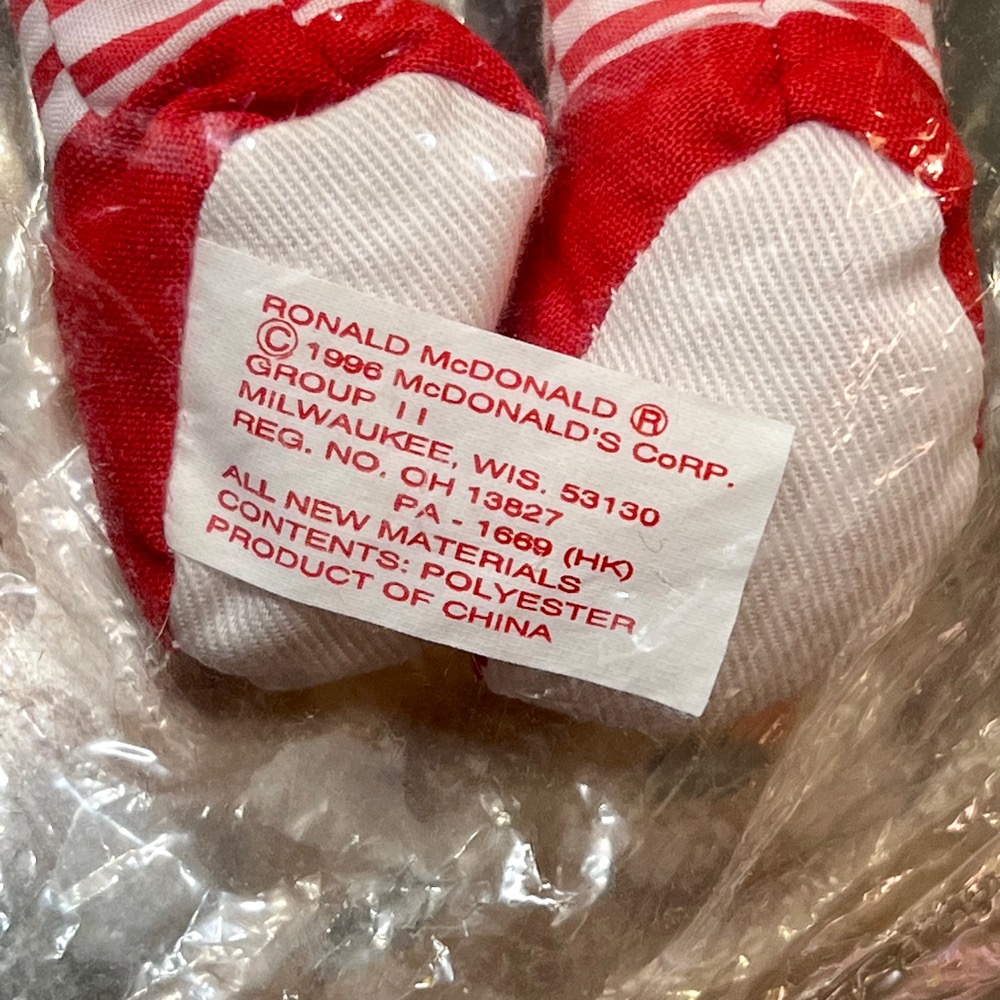 RONALD McDONALD ®
© 1996 McDONALD'S CoRP.
GROUP II
MILWAUKEE, WIS. 53130
REG. NO. OH 13827
PA - 1669 (HK)
ALL NEW MATERIALS
CONTENTS: POLYESTER
PRODUCT OF CHINA